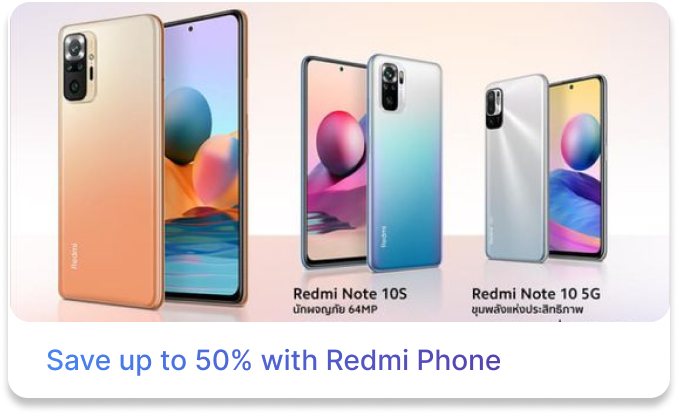 Redmi
Redmi
Redmi Note 10S
นักผจญภัย 64MP
Redmi Note 10 5G
ขุมพลังแห่งประสิทธิภาพ
Save up to 50% with Redmi Phone